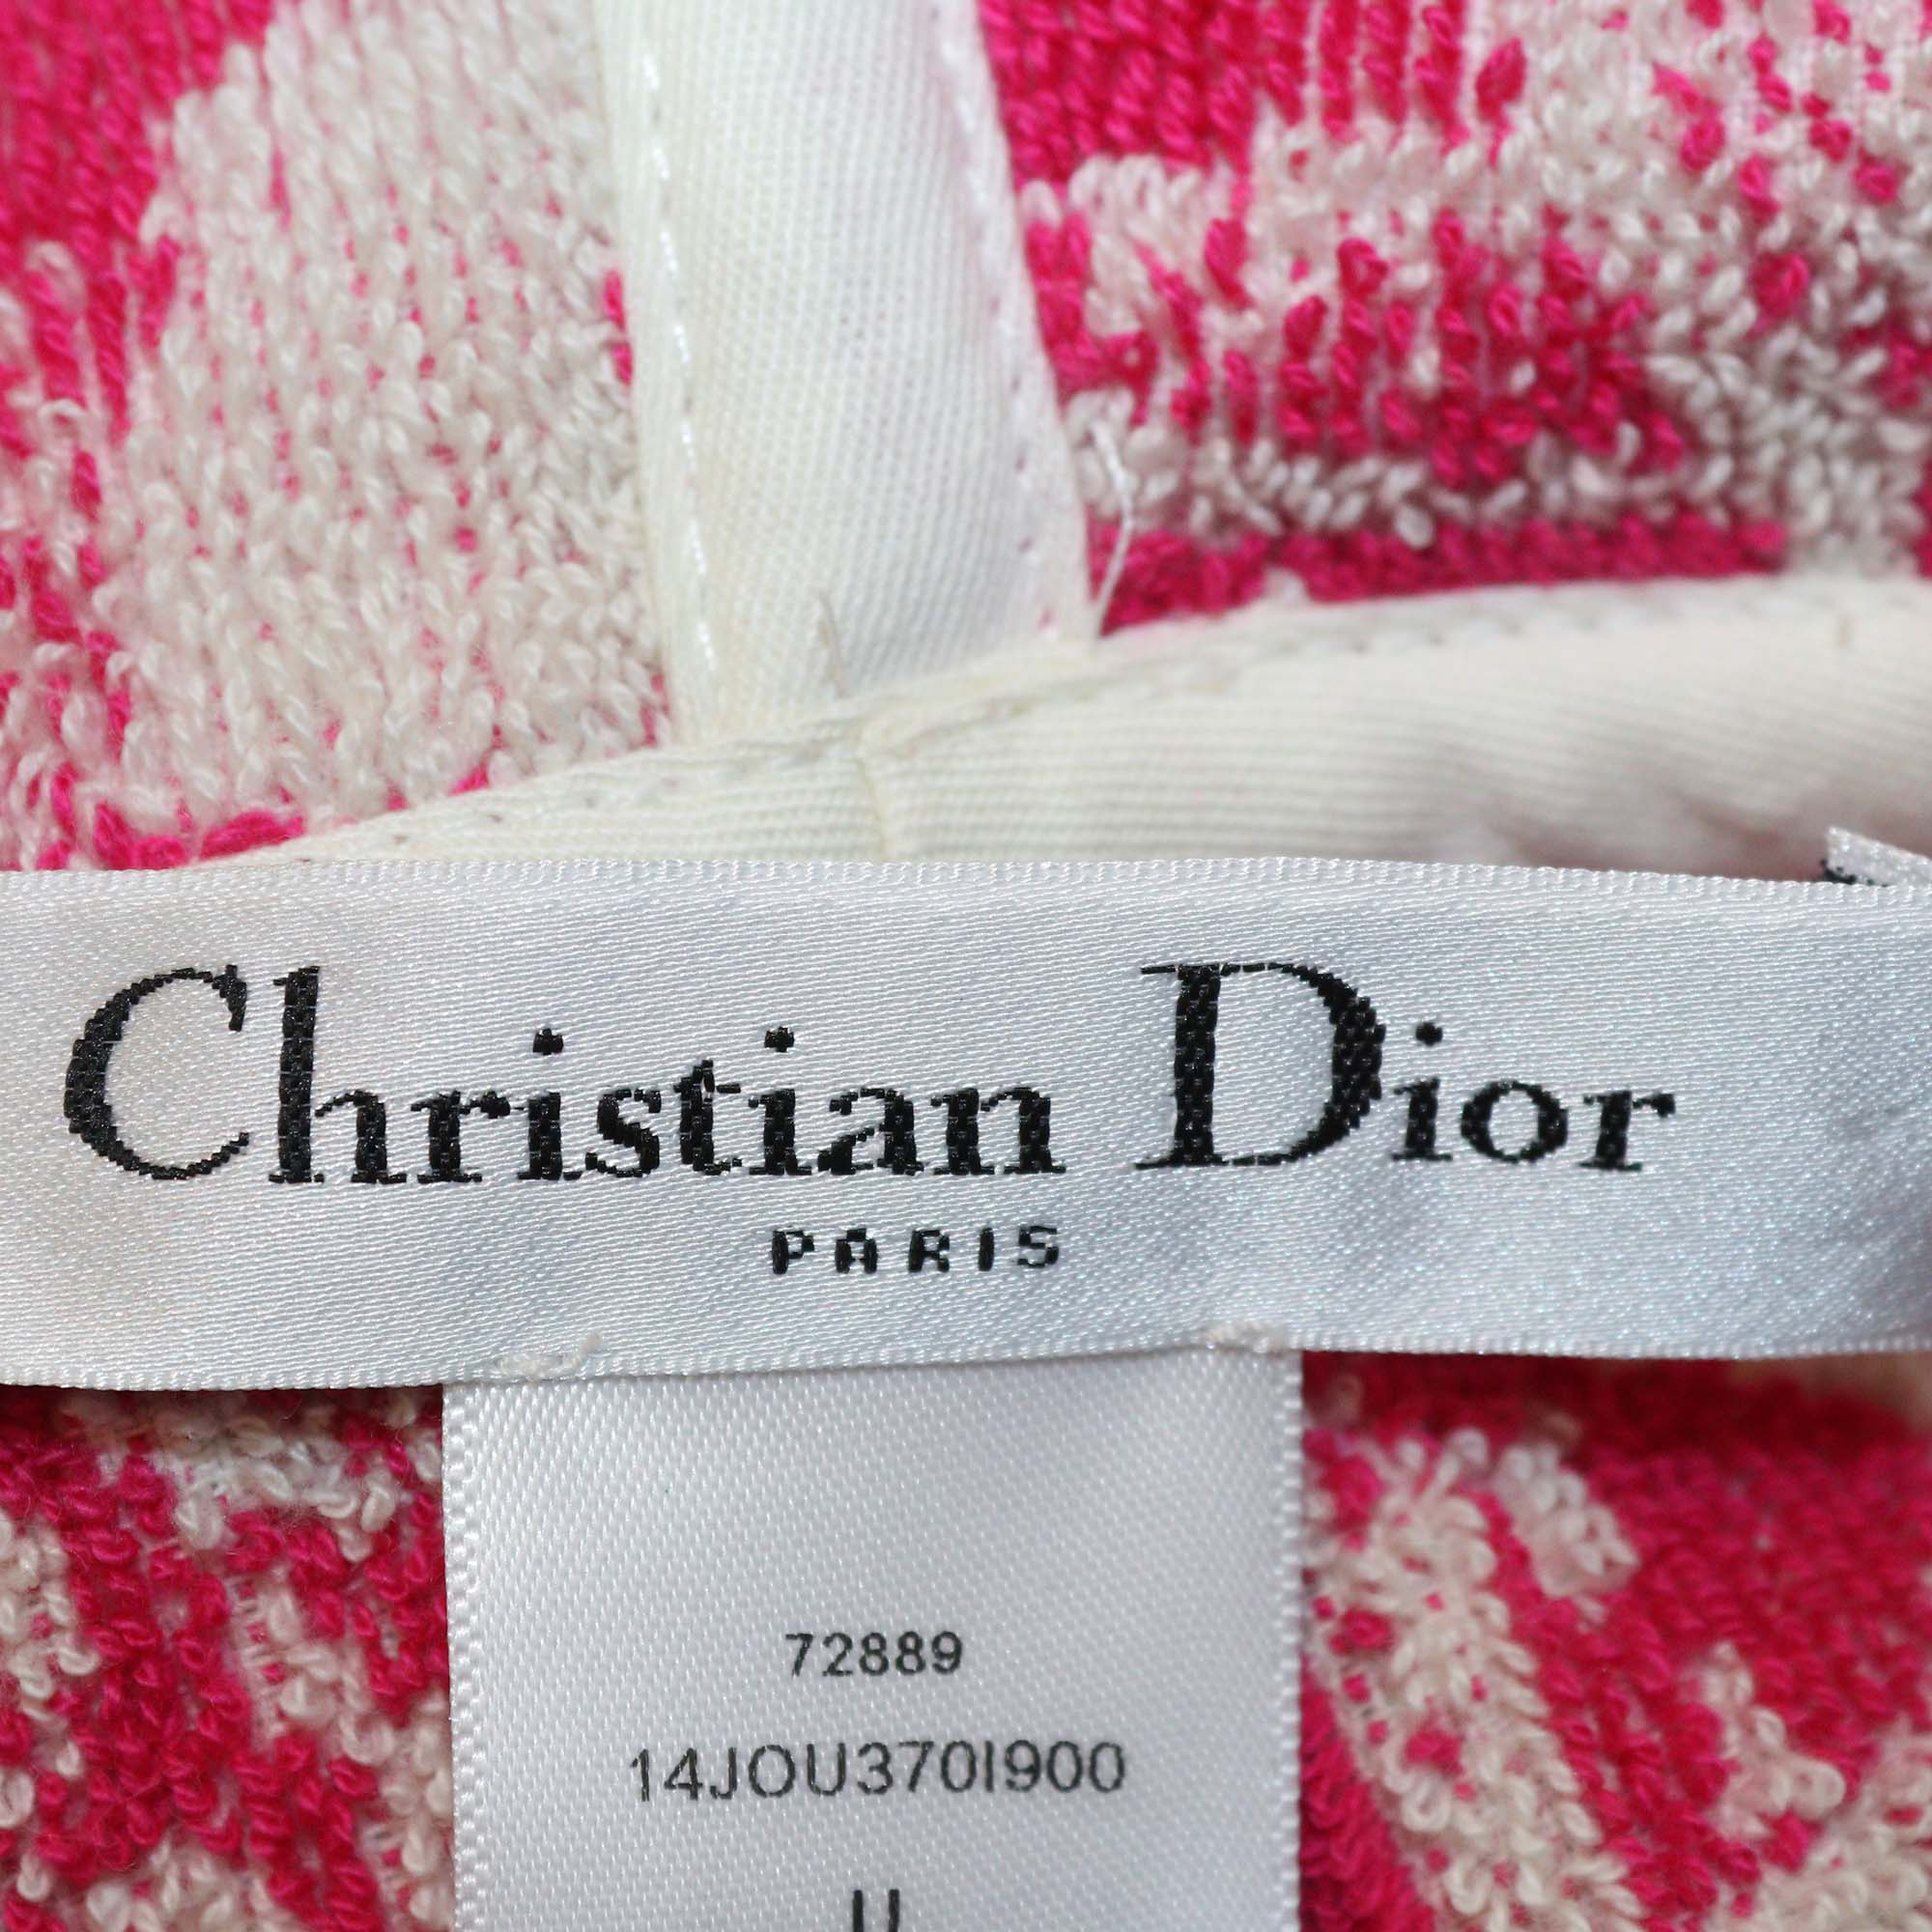 Christian Dior
PARIS
72889
14JOU370I900
U